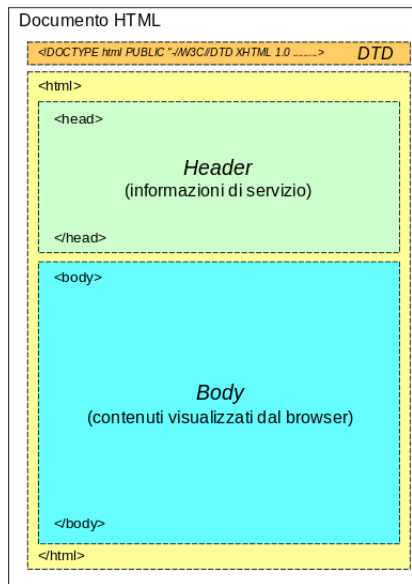 Documento HTML
<!DOCTYPE html PUBLIC "-//W3C//DTD XHTML 1.0 ........> DTD
<html>
<head>
Header
(informazioni di servizio)
</head>
<body>
Body
(contenuti visualizzati dal browser)
</body>
</html>